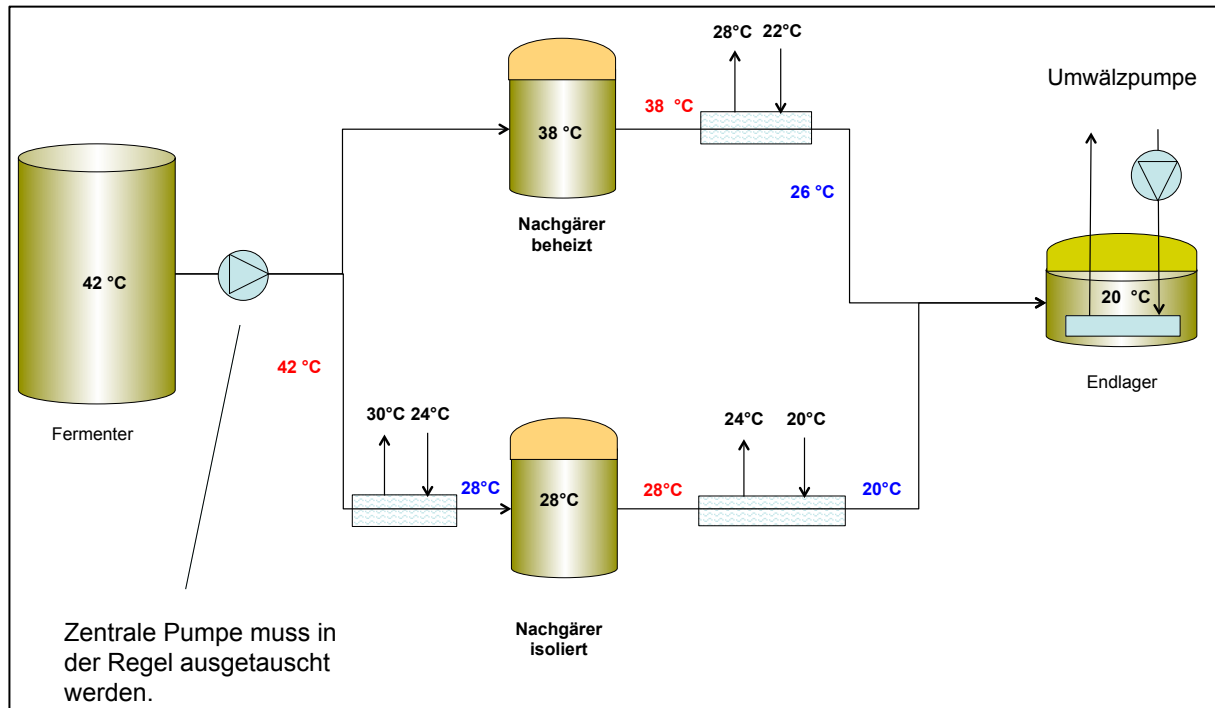 28°C 22°C
Umwälzpumpe
38 °C
38 °C
26 °C
Nachgärer
beheizt
42 °C
20 °C
42 °C
Endlager
Fermenter
30°C 24°C
24°C 20°C
28°C
28°C
28°C
20°C
Nachgärer
isoliert
Zentrale Pumpe muss in
der Regel ausgetauscht
werden.